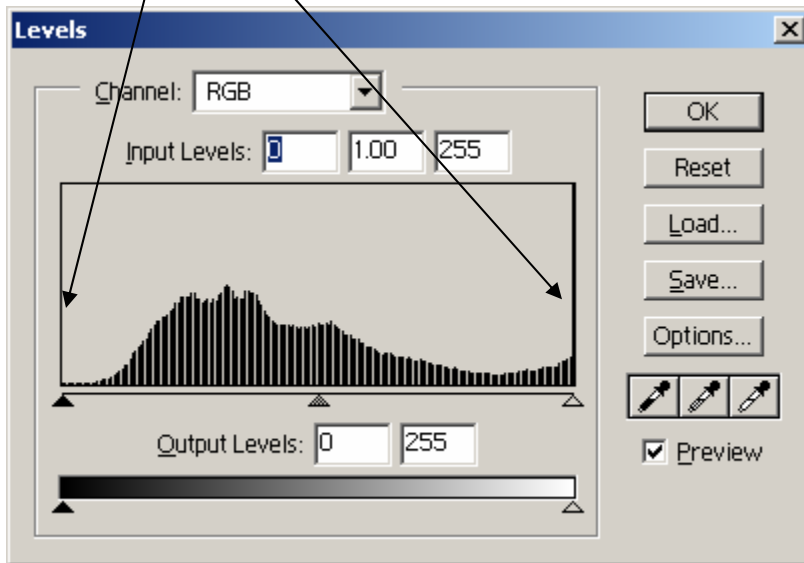 Levels
Channel: RGB
Input Levels: 0 1.00 255
Output Levels: 0 255
OK
Reset
Load...
Save...
Options...
Preview